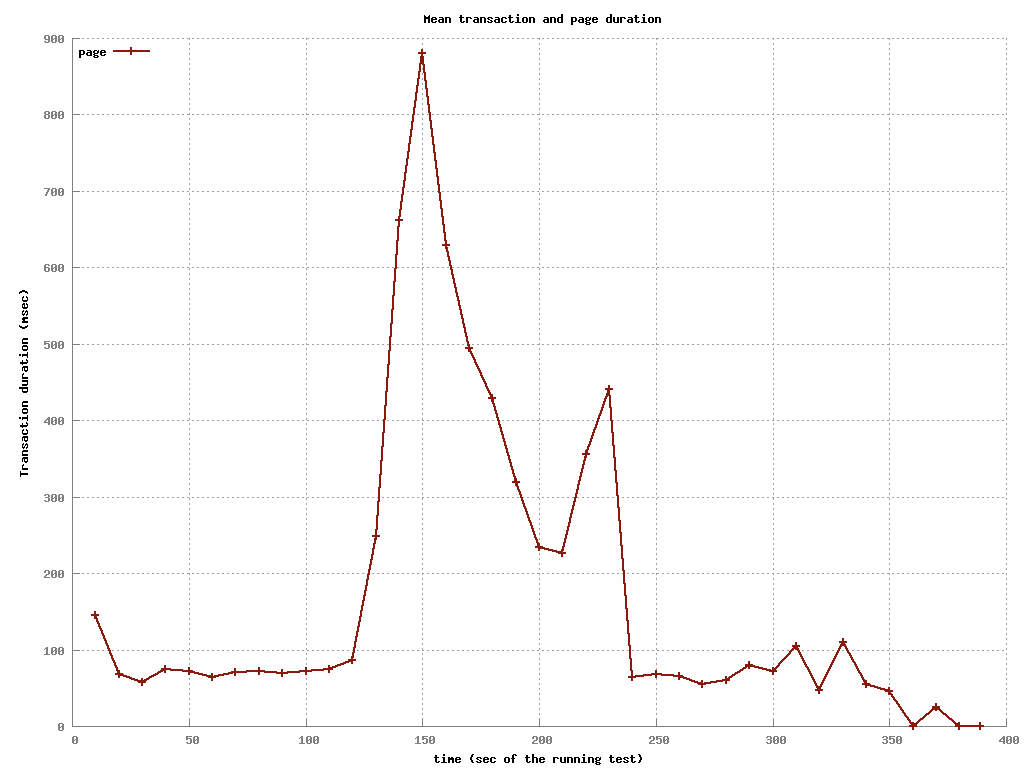 Mean transaction and page duration
page
900
800
700
600
500
400
300
200
100
0
Transaction duration (msec)
0 50 100 150 200 250 300 350 400
time (sec of the running test)